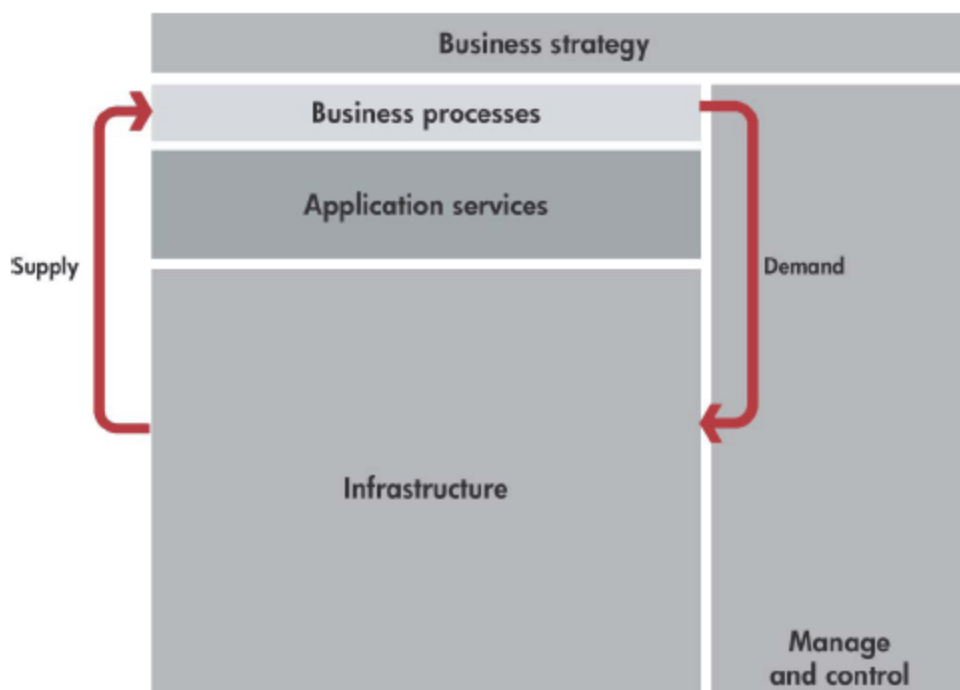 Business strategy
Business processes
Application services
Supply
Demand
Infrastructure
Manage
and control